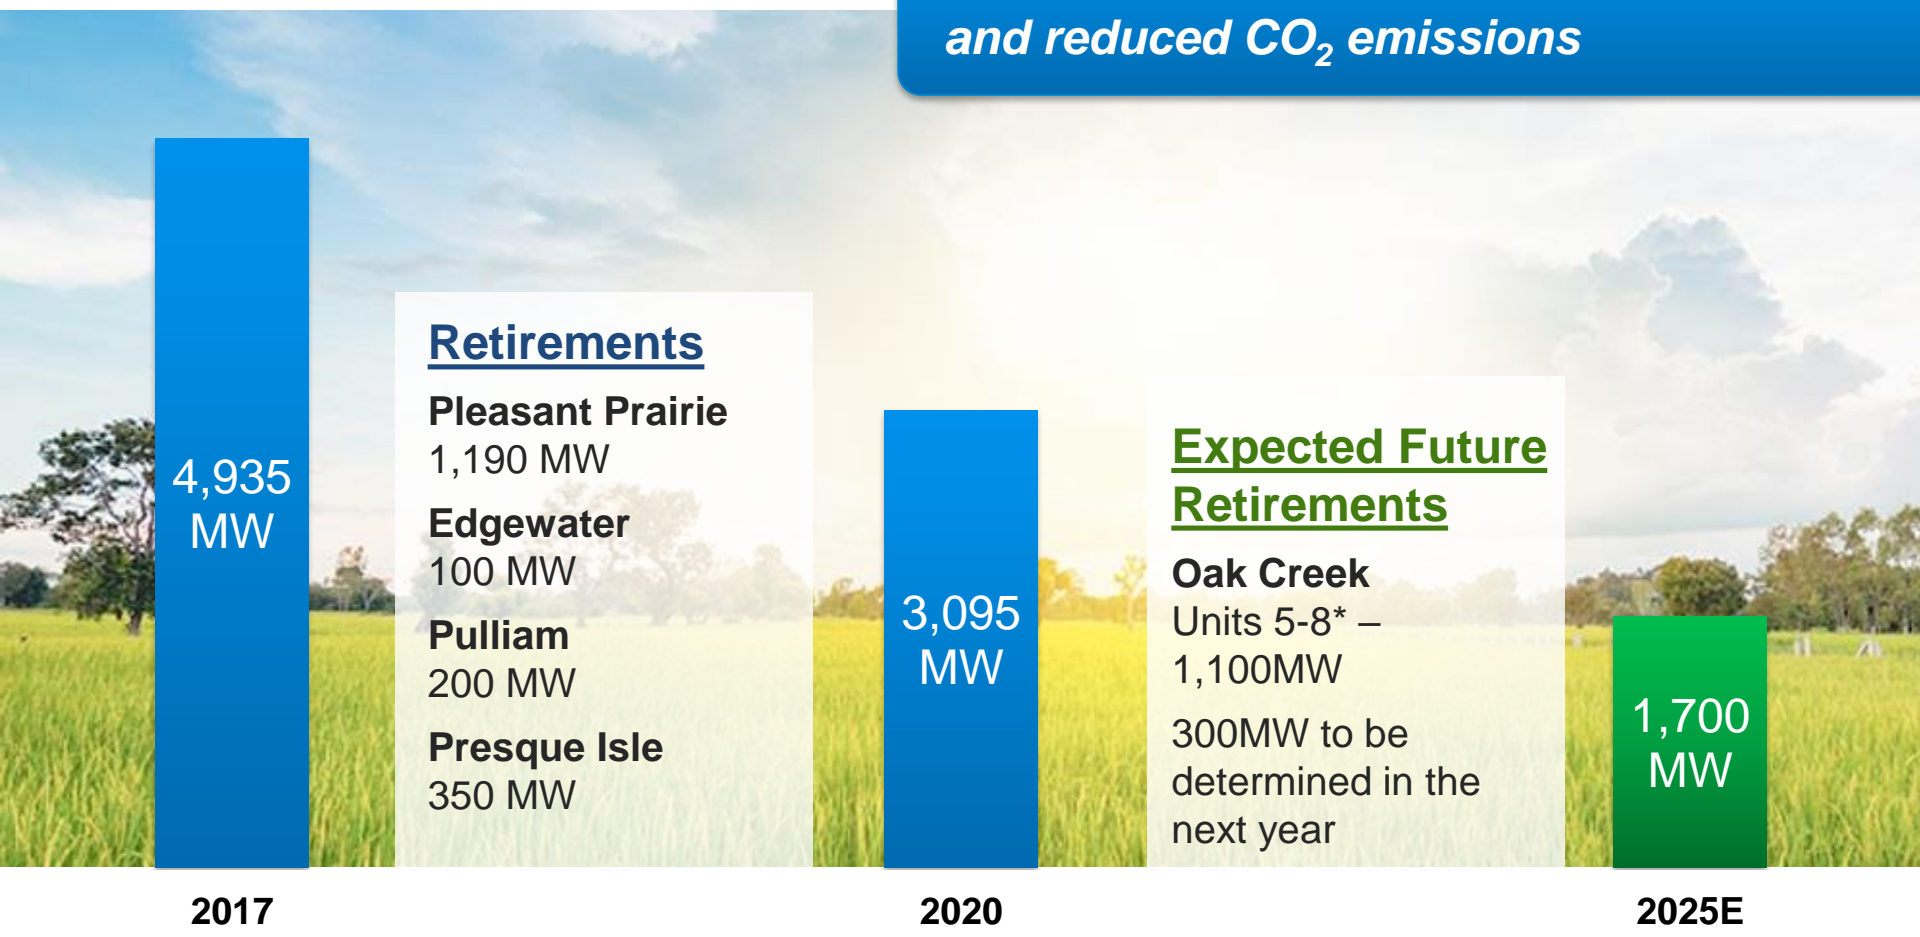 and reduced CO₂ emissions
4,935
MW
Retirements
Pleasant Prairie
1,190 MW
Edgewater
100 MW
Pulliam
200 MW
Presque Isle
350 MW
3,095
MW
Expected Future
Retirements
Oak Creek
Units 5-8* –
1,100MW
300MW to be
determined in the
next year
1,700
MW
2017
2020
2025E